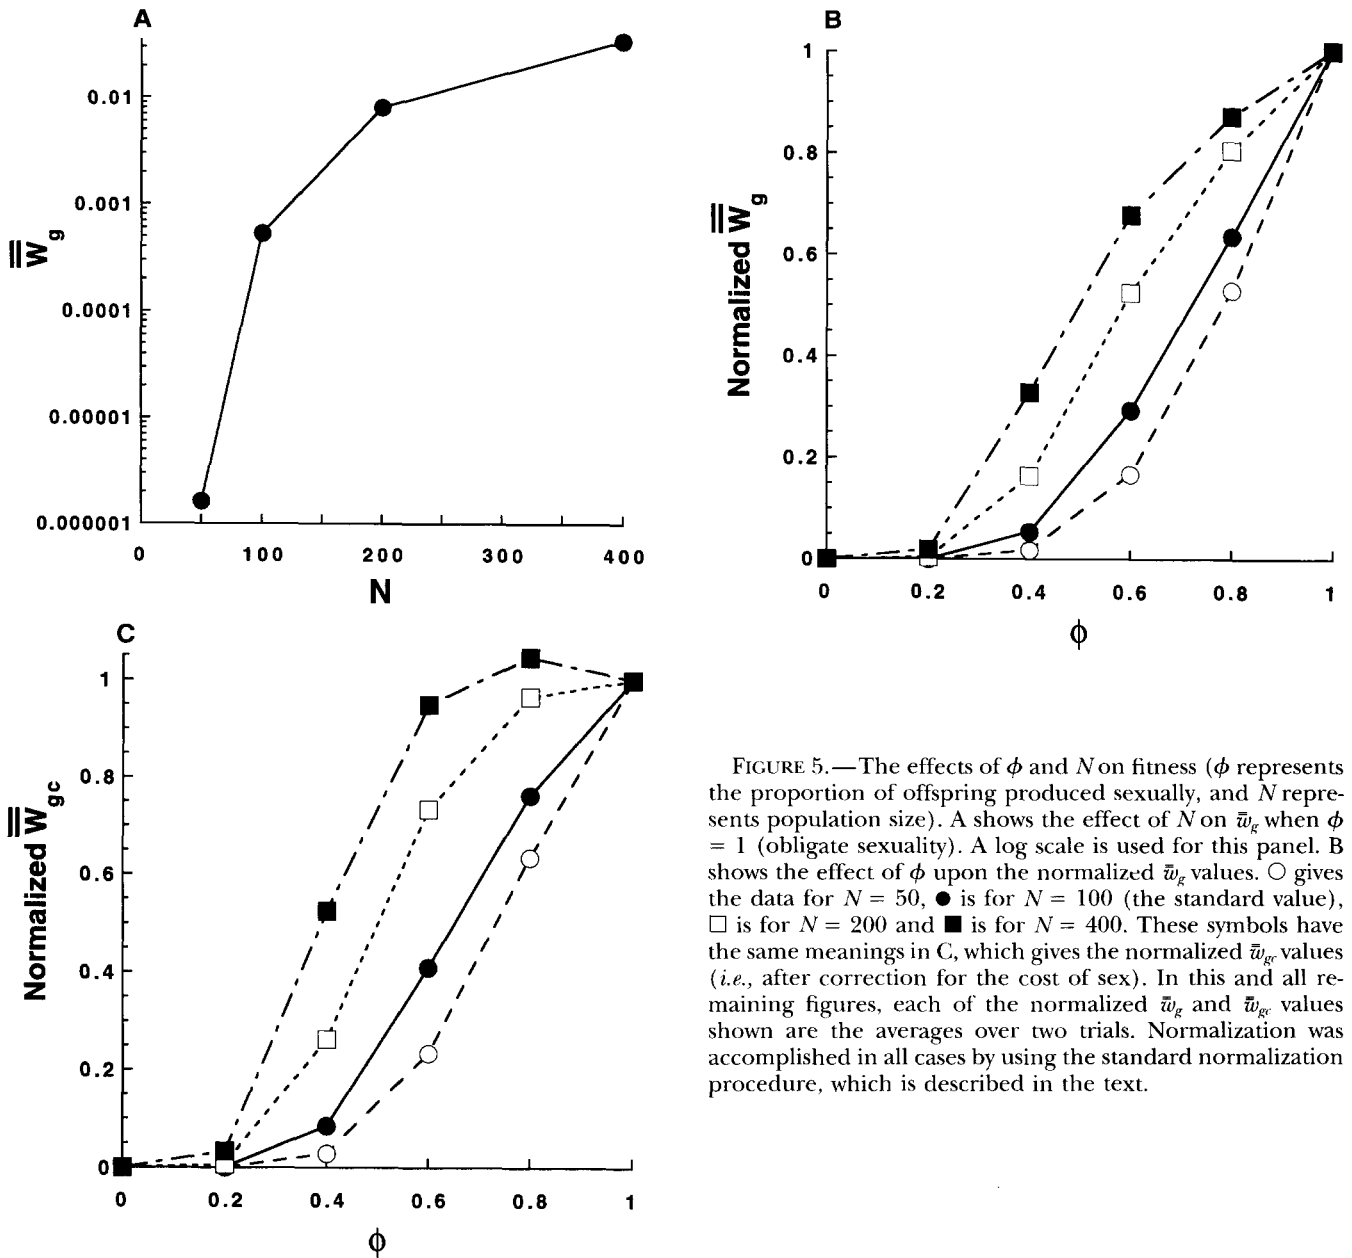 A
0.01
0.001
0.0001
0.00001
0.000001
w̿g
0 100 200 300 400
N
B
1
0.8
0.6
0.4
0.2
0
Normalized w̿g
0 0.2 0.4 0.6 0.8 1
ϕ
C
1
0.8
0.6
0.4
0.2
0
Normalized w̿gc
0 0.2 0.4 0.6 0.8 1
ϕ
FIGURE 5.—The effects of ϕ and N on fitness (ϕ represents
the proportion of offspring produced sexually, and N repre-
sents population size). A shows the effect of N on w̿g when ϕ
= 1 (obligate sexuality). A log scale is used for this panel. B
shows the effect of ϕ upon the normalized w̿g values. ○ gives
the data for N = 50, ● is for N = 100 (the standard value),
□ is for N = 200 and ■ is for N = 400. These symbols have
the same meanings in C, which gives the normalized w̿gc values
(i.e., after correction for the cost of sex). In this and all re-
maining figures, each of the normalized w̿g and w̿gc values
shown are the averages over two trials. Normalization was
accomplished in all cases by using the standard normalization
procedure, which is described in the text.